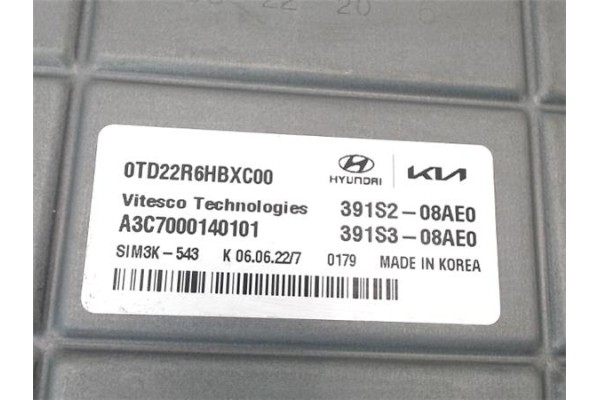 0TD22R6HBXC00
HYUNDAI KIA
Vitesco Technologies 391S2-08AE0
A3C7000140101 391S3-08AE0
SIM3K-543 K 06.06.22/7 0179 MADE IN KOREA